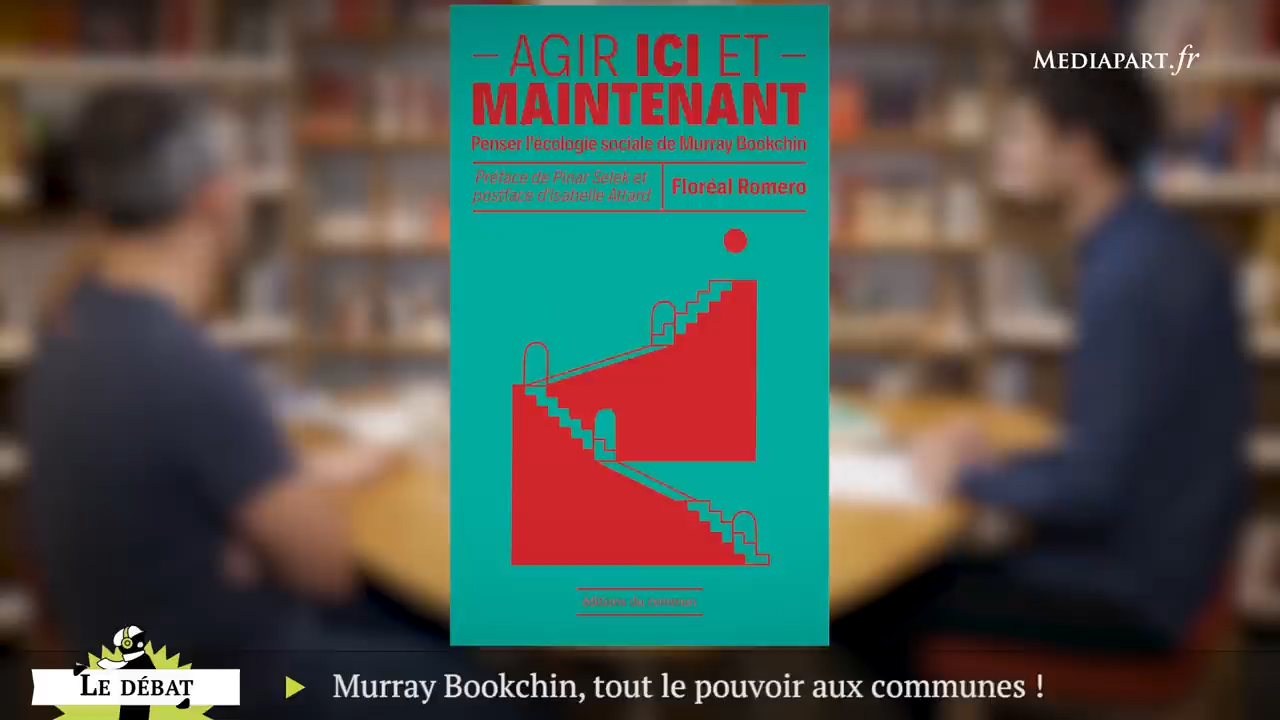 – AGIR ICI ET –
MAINTENANT
Penser l'écologie sociale de Murray Bookchin
Préface de Pinar Selek et
postface d'Isabelle Attard
Floréal Romero
éditions du commun
MEDIAPART.fr
LE DÉBAT
Murray Bookchin, tout le pouvoir aux communes !